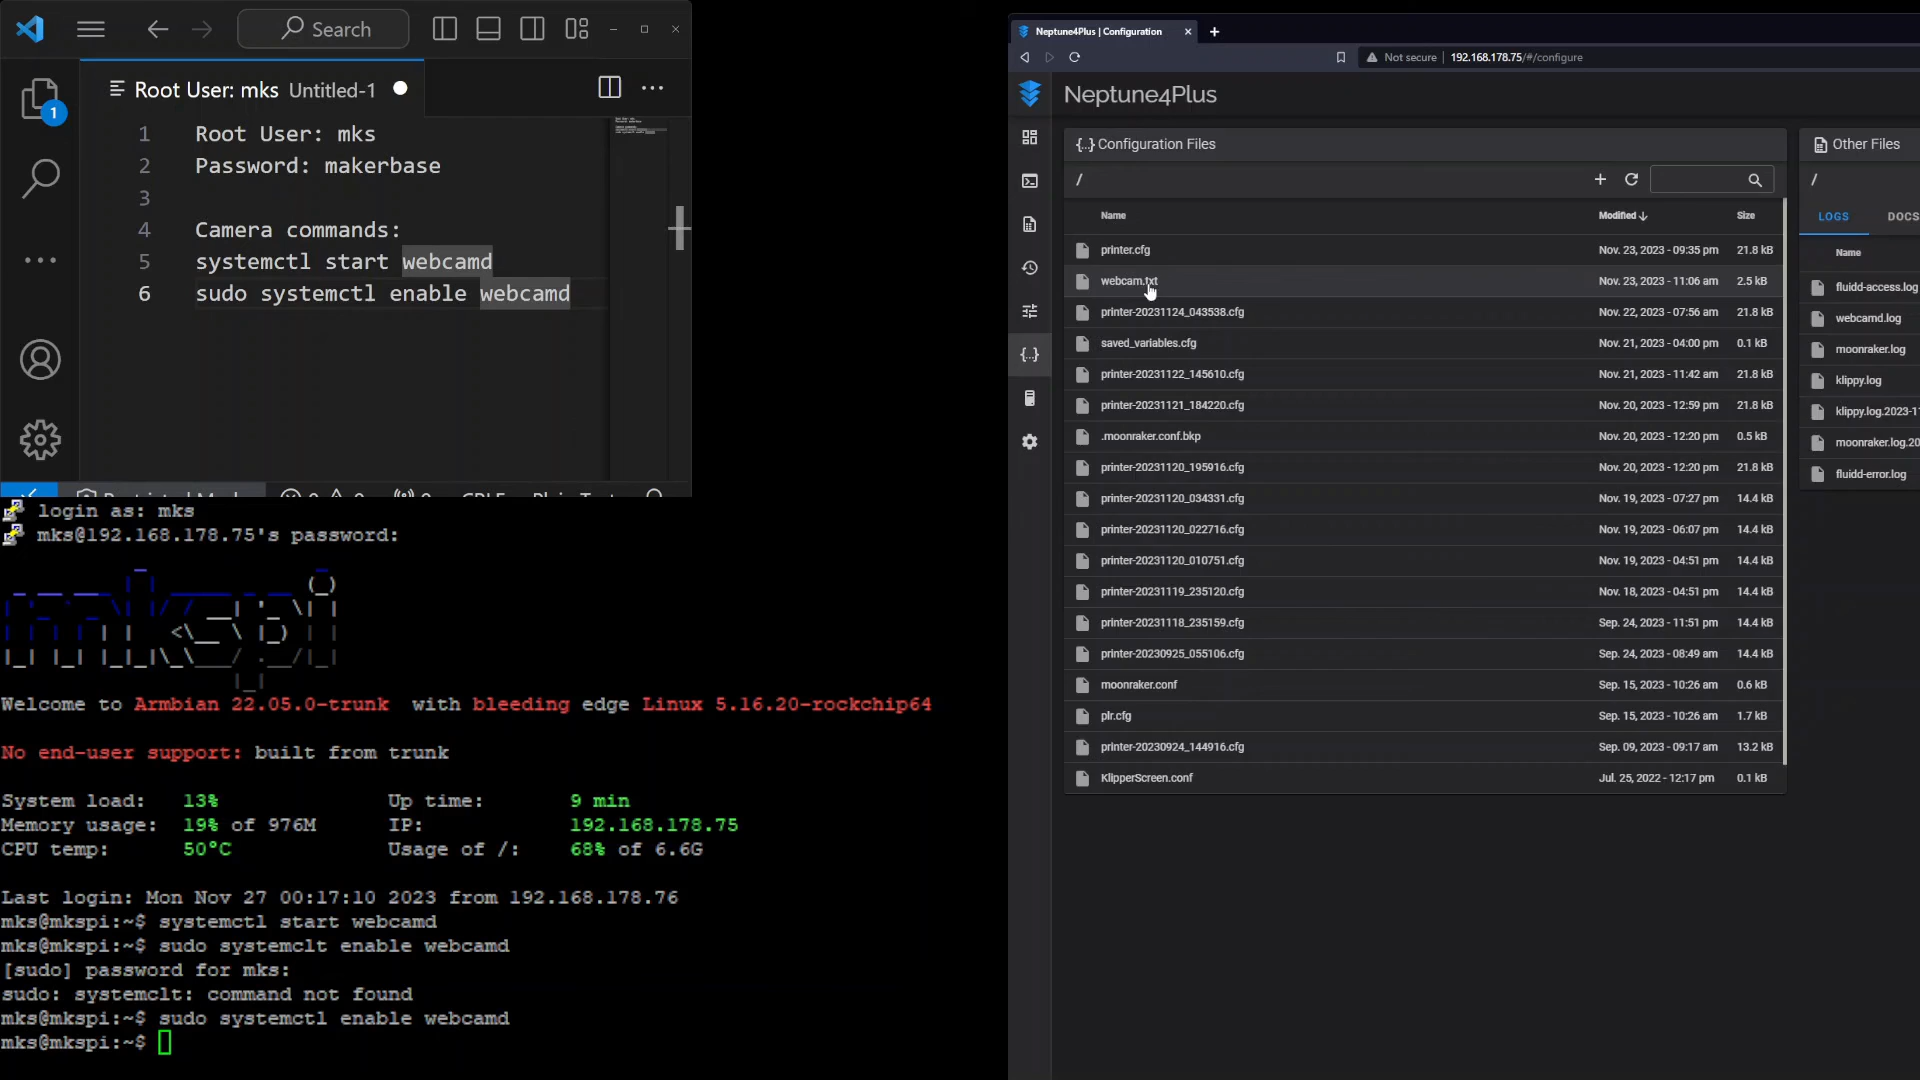 Search
Root User: mks Untitled-1
1 Root User: mks
2 Password: makerbase
3
4 Camera commands:
5 systemctl start webcamd
6 sudo systemctl enable webcamd
1
login as: mks
mks@192.168.178.75's password:
Welcome to Armbian 22.05.0-trunk with bleeding edge Linux 5.16.20-rockchip64
No end-user support: built from trunk
System load: 13% Up time: 9 min
Memory usage: 19% of 976M IP: 192.168.178.75
CPU temp: 50°C Usage of /: 68% of 6.6G
Last login: Mon Nov 27 00:17:10 2023 from 192.168.178.76
mks@mkspi:~$ systemctl start webcamd
mks@mkspi:~$ sudo systemclt enable webcamd
[sudo] password for mks:
sudo: systemclt: command not found
mks@mkspi:~$ sudo systemctl enable webcamd
mks@mkspi:~$
Neptune4Plus | Configuration
Not secure 192.168.178.75/#/configure
Neptune4Plus
{...} Configuration Files
/
Name Modified Size
printer.cfg Nov. 23, 2023 - 09:35 pm 21.8 kB
webcam.txt Nov. 23, 2023 - 11:06 am 2.5 kB
printer-20231124_043538.cfg Nov. 22, 2023 - 07:56 am 21.8 kB
saved_variables.cfg Nov. 21, 2023 - 04:00 pm 0.1 kB
printer-20231122_145610.cfg Nov. 21, 2023 - 11:42 am 21.8 kB
printer-20231121_184220.cfg Nov. 20, 2023 - 12:59 pm 21.8 kB
.moonraker.conf.bkp Nov. 20, 2023 - 12:20 pm 0.5 kB
printer-20231120_195916.cfg Nov. 20, 2023 - 12:20 pm 21.8 kB
printer-20231120_034331.cfg Nov. 19, 2023 - 07:27 pm 14.4 kB
printer-20231120_022716.cfg Nov. 19, 2023 - 06:07 pm 14.4 kB
printer-20231120_010751.cfg Nov. 19, 2023 - 04:51 pm 14.4 kB
printer-20231119_235120.cfg Nov. 18, 2023 - 04:51 pm 14.4 kB
printer-20231118_235159.cfg Sep. 24, 2023 - 11:51 pm 14.4 kB
printer-20230925_055106.cfg Sep. 24, 2023 - 08:49 am 14.4 kB
moonraker.conf Sep. 15, 2023 - 10:26 am 0.6 kB
plr.cfg Sep. 15, 2023 - 10:26 am 1.7 kB
printer-20230924_144916.cfg Sep. 09, 2023 - 09:17 am 13.2 kB
KlipperScreen.conf Jul. 25, 2022 - 12:17 pm 0.1 kB
Other Files
/
LOGS DOCS
Name
fluidd-access.log
webcamd.log
moonraker.log
klippy.log
klippy.log.2023-1
moonraker.log.20
fluidd-error.log